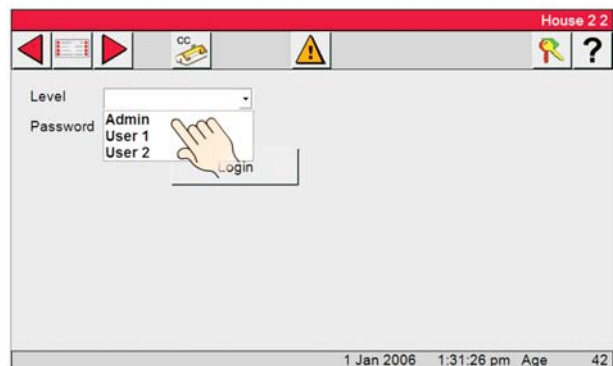 House 2 2
CC
?
Level
Password
Admin
User 1
User 2
Login
1 Jan 2006 1:31:26 pm Age 42